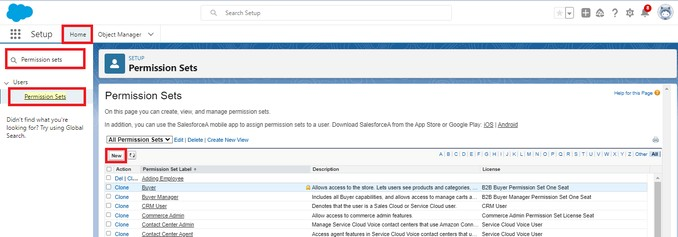 Search Setup
8
Setup
Home
Object Manager
Permission sets
SETUP
Permission Sets
Users
Permission Sets
Didn't find what you're
looking for? Try using Global
Search.
Permission Sets
Help for this Page
On this page you can create, view, and manage permission sets.
In addition, you can use the SalesforceA mobile app to assign permission sets to a user. Download SalesforceA from the App Store or Google Play: iOS | Android
All Permission Sets Edit | Delete | Create New View
New
A | B | C | D | E | F | G | H | I | J | K | L | M | N | O | P | Q | R | S | T | U | V | W | X | Y | Z | Other | All
Action Permission Set Label Description License
Del | Cl... Adding Employee
Clone Buyer Allows access to the store. Lets users see products and categories, ... B2B Buyer Permission Set One Seat
Clone Buyer Manager Includes all Buyer capabilities, and allows access to manage carts a... B2B Buyer Manager Permission Set One Seat
Clone CRM User Denotes that the user is a Sales Cloud or Service Cloud user. CRM User
Clone Commerce Admin Allow access to commerce admin features Commerce Admin Permission Set License Seat
Clone Contact Center Admin Manage Service Cloud Voice contact centers that use Amazon Conn... Service Cloud Voice User
Clone Contact Center Agent Access agent features in Service Cloud Voice contact centers that us... Service Cloud Voice User